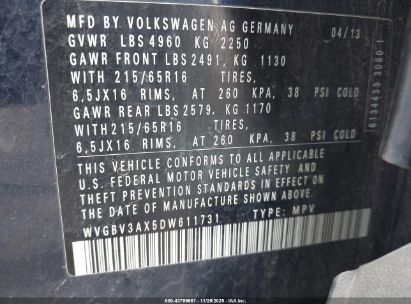 MFD BY VOLKSWAGEN AG GERMANY 04/13
GVWR LBS 4960 KG 2250
GAWR FRONT LBS 2491, KG 1130
WITH 215/65R16 TIRES,
6,5JX16 RIMS, AT 260 KPA, 38 PSI COLD
GAWR REAR LBS 2579, KG 1170
WITH 215/65R16 TIRES,
6,5JX16 RIMS, AT 260 KPA, 38 PSI COLD
THIS VEHICLE CONFORMS TO ALL APPLICABLE
U.S. FEDERAL MOTOR VEHICLE SAFETY AND
THEFT PREVENTION STANDARDS IN EFFECT ON THE
DATE OF MANUFACTURE SHOWN ABOVE.
WVGBV3AX5DW611731 TYPE: MPV